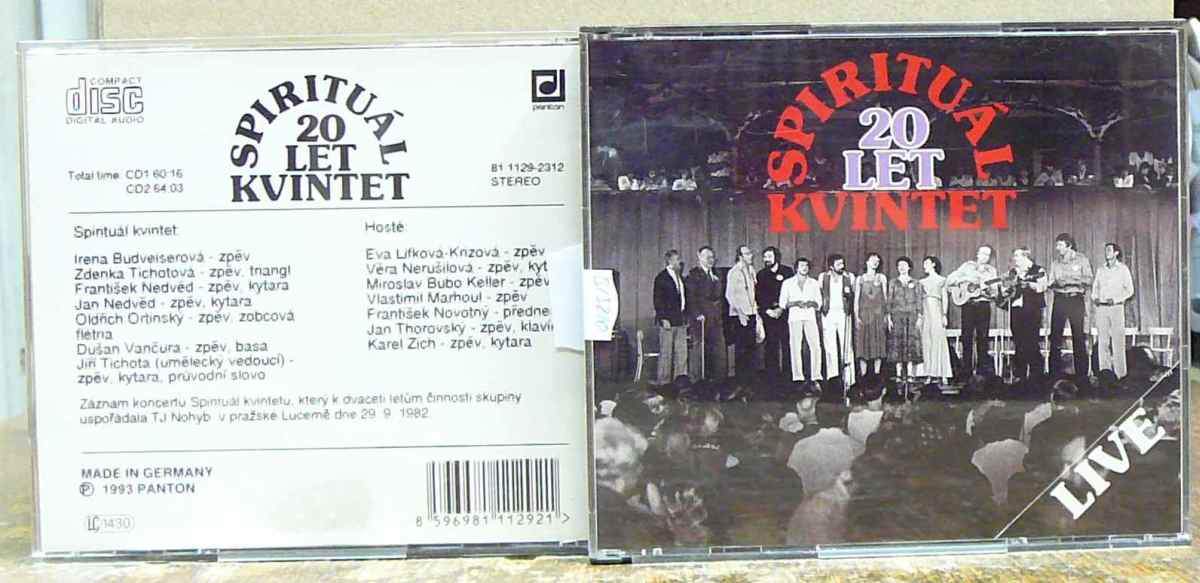 COMPACT
disc
DIGITAL AUDIO
SPIRITUÁL
20
LET
KVINTET
panton
Total time: CD1 60:16
CD2 64:03
81 1129-2312
STEREO
Spirituál kvintet:
Irena Budveiserová - zpěv
Zdenka Tichotová - zpěv, triangl
František Nedvěd - zpěv, kytara
Jan Nedvěd - zpěv, kytara
Oldřich Ortinský - zpěv, zobcová
flétna
Dušan Vančura - zpěv, basa
Jiří Tichota (umělecký vedoucí) -
zpěv, kytara, průvodní slovo
Hosté:
Eva Lifková-Křízová - zpěv
Věra Nerušilová - zpěv, kyt
Miroslav Bubo Keller - zpěv
Vlastimil Marhoul - zpěv
František Novotný - předne
Jan Thorovský - zpěv, klavír
Karel Zich - zpěv, kytara
Záznam koncertu Spirituál kvintetu, který k dvaceti letům činnosti skupiny
uspořádala TJ Nohyb v pražské Lucerně dne 29. 9. 1982.
MADE IN GERMANY
Ⓟ 1993 PANTON
LC 1430
8 596981 112921 >
SPIRITUÁL
20
LET
KVINTET
LIVE